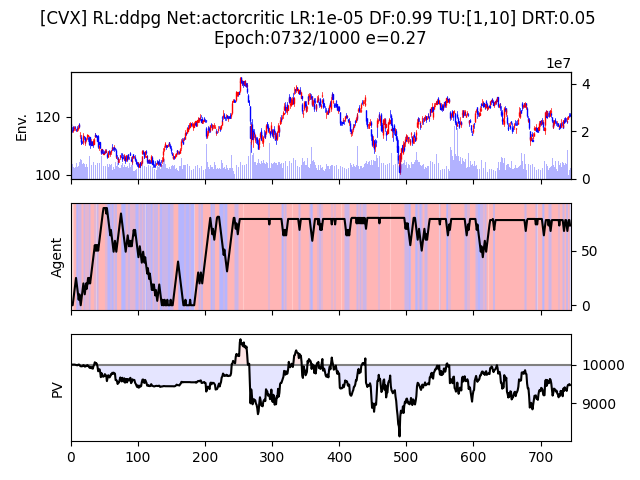 [CVX] RL:ddpg Net:actorcritic LR:1e-05 DF:0.99 TU:[1,10] DRT:0.05
Epoch:0732/1000 e=0.27
1e7
Env.
120
100
4
2
0
Agent
50
0
PV
10000
9000
0 100 200 300 400 500 600 700